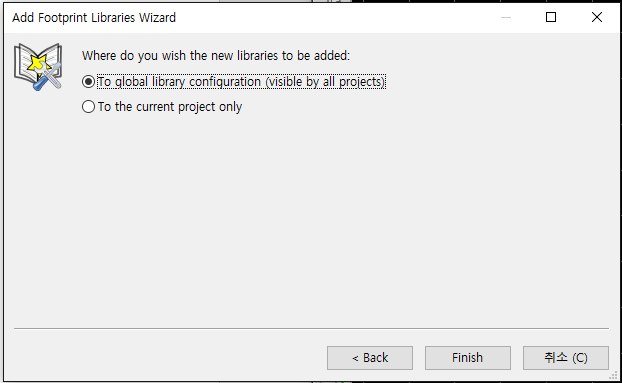 Add Footprint Libraries Wizard
Where do you wish the new libraries to be added:
To global library configuration (visible by all projects)
To the current project only
< Back
Finish
취소 (C)